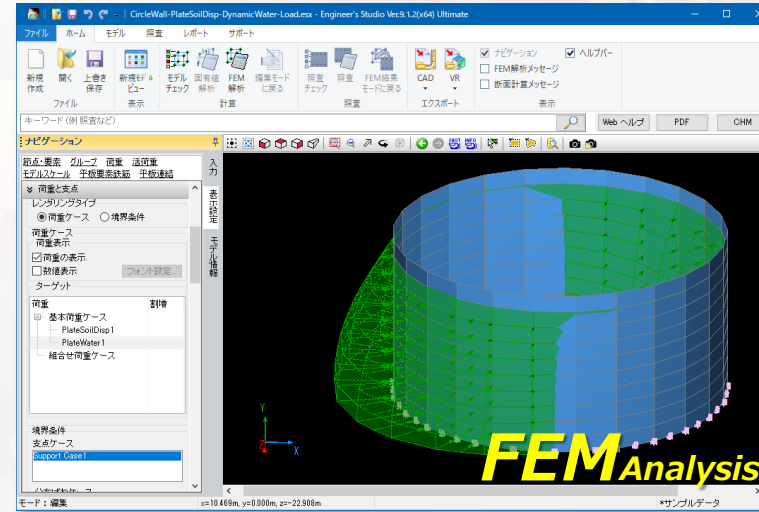 CircleWall-PlateSoilDisp-DynamicWater-Load.esx - Engineer's Studio Ver.9.1.2(x64) Ultimate
ファイル ホーム モデル 照査 レポート サポート
新規作成 開く 上書き保存 新規モデルビュー モデルチェック 固有値解析 FEM解析 編集モードに戻る 照査チェック 照査 FEM結果モードに戻る CAD VR
ナビゲーション ヘルプバー
FEM解析メッセージ
断面計算メッセージ
ファイル 表示 計算 照査 エクスポート 表示
キーワード(例 照査など) Web ヘルプ PDF CHM
ナビゲーション
節点・要素 グループ 荷重 活荷重
モデルスケール 平板要素鉄筋 平板連結
入力
表示設定
モデル情報
荷重と支点
レンダリングタイプ
荷重ケース 境界条件
荷重ケース
荷重表示
荷重の表示
数値表示 フォント設定...
ターゲット
荷重 割増
基本荷重ケース
PlateSoilDisp1
PlateWater1
組合せ荷重ケース
境界条件
支点ケース
Support Case1
Y
Z X
FEM Analysis
モード:編集 x=10.469m, y=0.000m, z=-22.908m *サンプルデータ